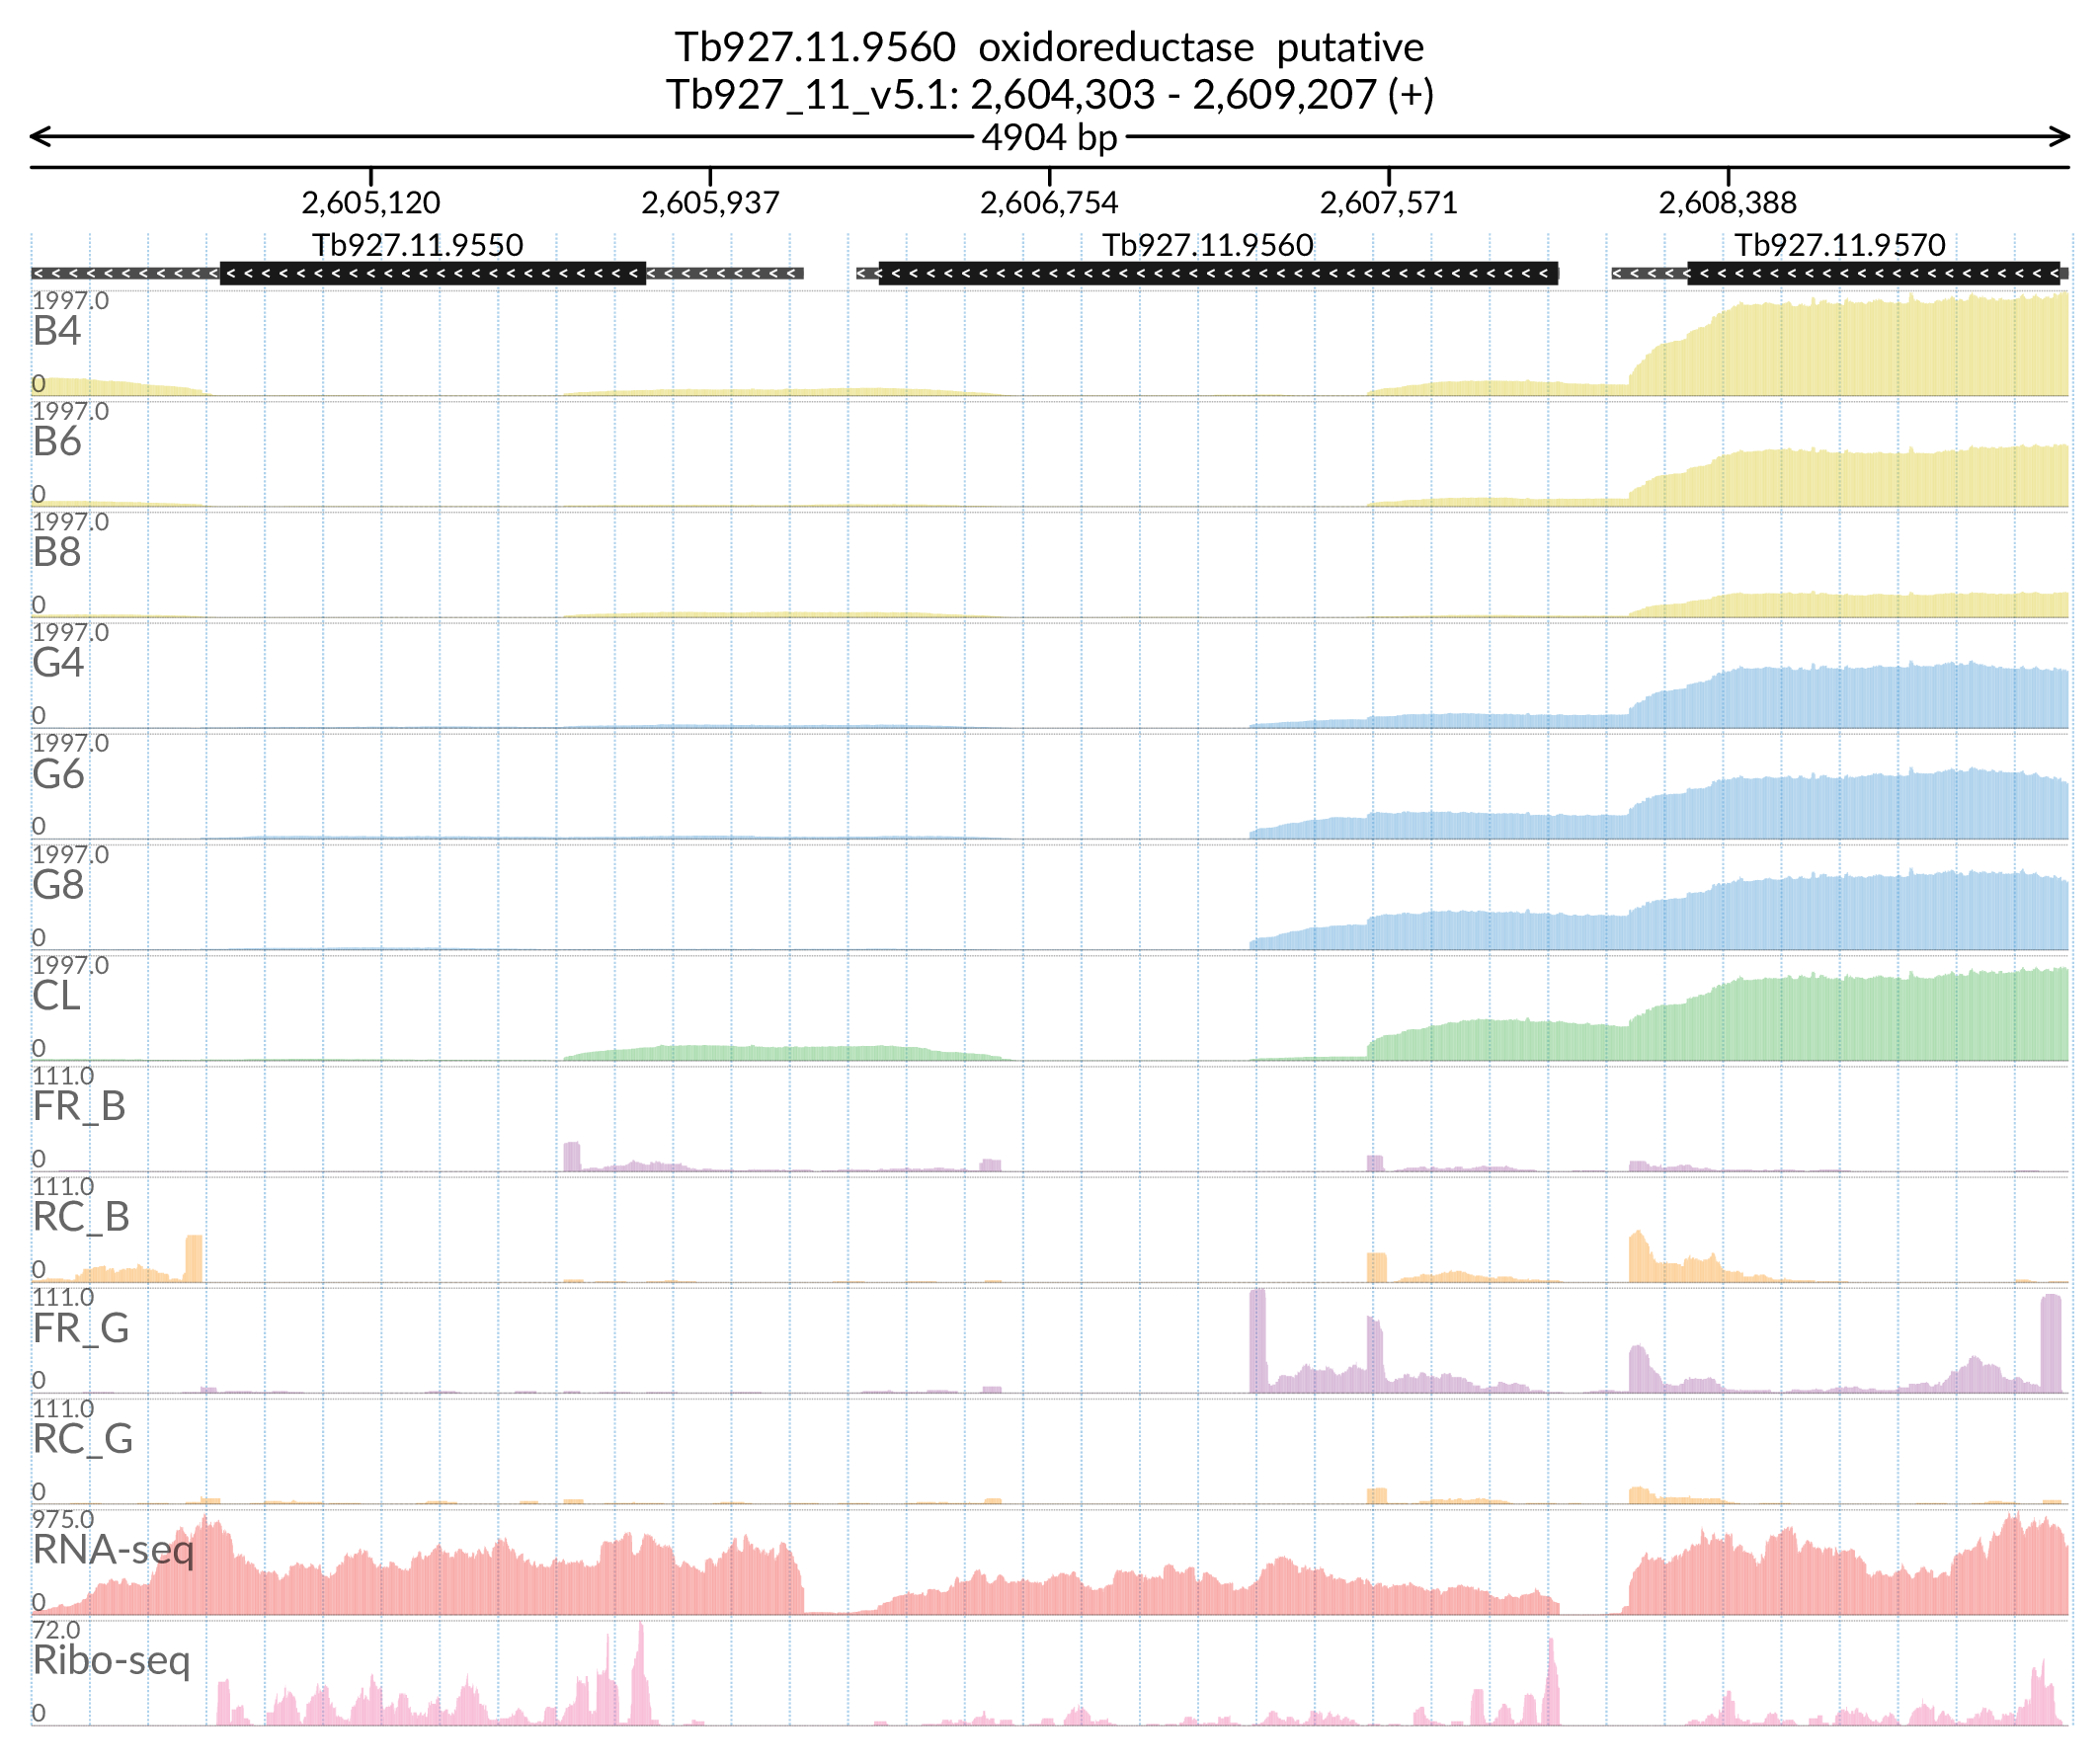 Tb927.11.9560 oxidoreductase putative
Tb927_11_v5.1: 2,604,303 - 2,609,207 (+)
4904 bp
2,605,120 2,605,937 2,606,754 2,607,571 2,608,388
Tb927.11.9550 Tb927.11.9560 Tb927.11.9570
1997.0
B4
0
1997.0
B6
0
1997.0
B8
0
1997.0
G4
0
1997.0
G6
0
1997.0
G8
0
1997.0
CL
0
111.0
FR_B
0
111.0
RC_B
0
111.0
FR_G
0
111.0
RC_G
0
975.0
RNA-seq
0
72.0
Ribo-seq
0